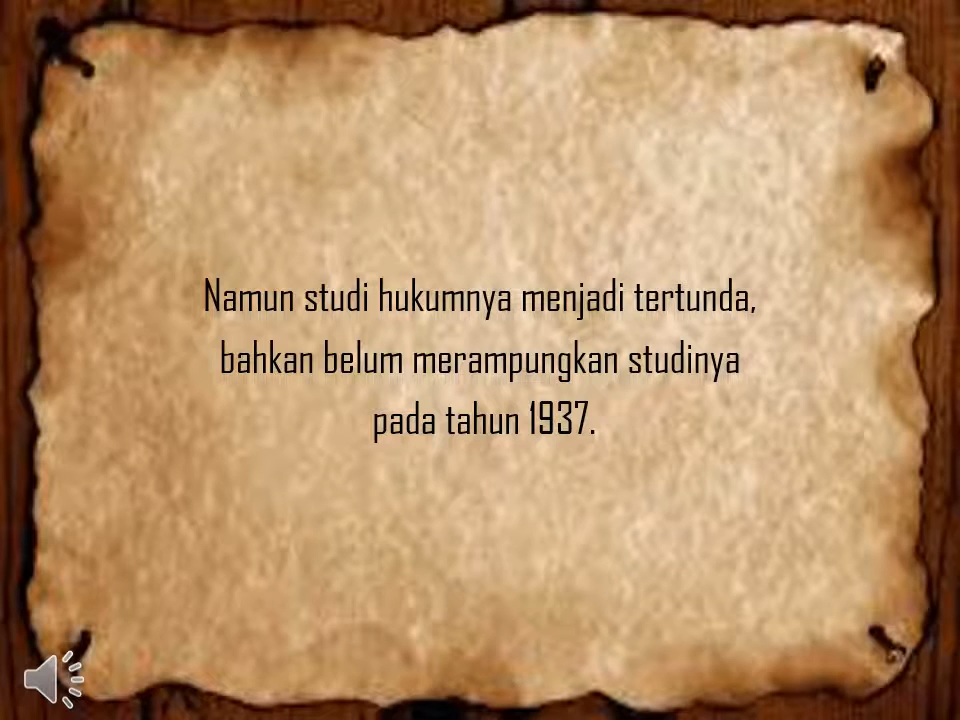 Namun studi hukumnya menjadi tertunda,
bahkan belum merampungkan studinya
pada tahun 1937.